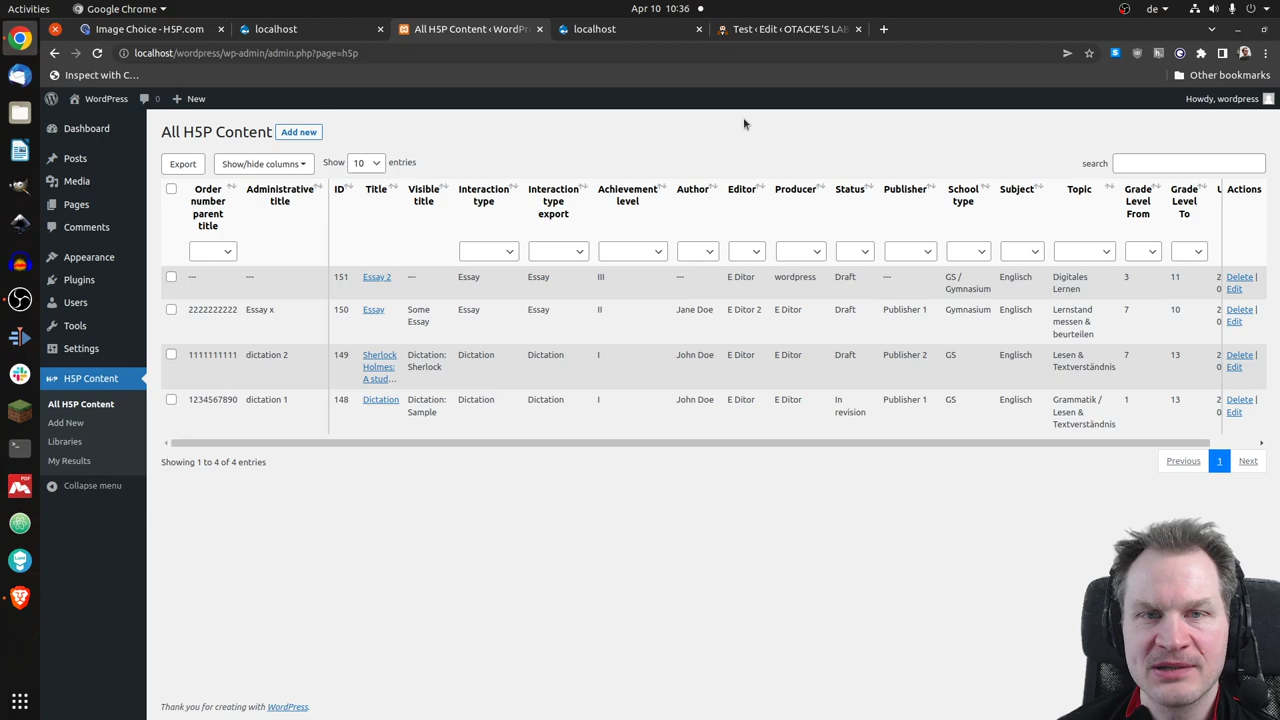 Activities
Google Chrome
Apr 10 10:36
de
Image Choice - H5P.com
localhost
All H5P Content ‹ WordPr
localhost
Test ‹ Edit ‹ OTACKE'S LAB
localhost/wordpress/wp-admin/admin.php?page=h5p
Inspect with C…
Other bookmarks
WordPress
0
New
Howdy, wordpress
Dashboard
Posts
Media
Pages
Comments
Appearance
Plugins
Users
Tools
Settings
H5P Content
All H5P Content
Add New
Libraries
My Results
Collapse menu
All H5P Content
Add new
Export
Show/hide columns
Show 10 entries
search
Order number parent title
Administrative title
ID
Title
Visible title
Interaction type
Interaction type export
Achievement level
Author
Editor
Producer
Status
Publisher
School type
Subject
Topic
Grade Level From
Grade Level To
Actions
--- --- 151 Essay 2 --- Essay Essay III --- E Ditor wordpress Draft --- GS / Gymnasium Englisch Digitales Lernen 3 11 2 0 Delete | Edit
2222222222 Essay x 150 Essay Some Essay Essay Essay II Jane Doe E Ditor 2 E Ditor Draft Publisher 1 Gymnasium Englisch Lernstand messen & beurteilen 7 10 2 0 Delete | Edit
1111111111 dictation 2 149 Sherlock Holmes: A stud... Dictation: Sherlock Dictation Dictation I John Doe E Ditor E Ditor Draft Publisher 2 GS Englisch Lesen & Textverständnis 7 13 2 0 Delete | Edit
1234567890 dictation 1 148 Dictation Dictation: Sample Dictation Dictation I John Doe E Ditor E Ditor In revision Publisher 1 GS Englisch Grammatik / Lesen & Textverständnis 1 13 2 0 Delete | Edit
Showing 1 to 4 of 4 entries
Previous
1
Next
Thank you for creating with WordPress.